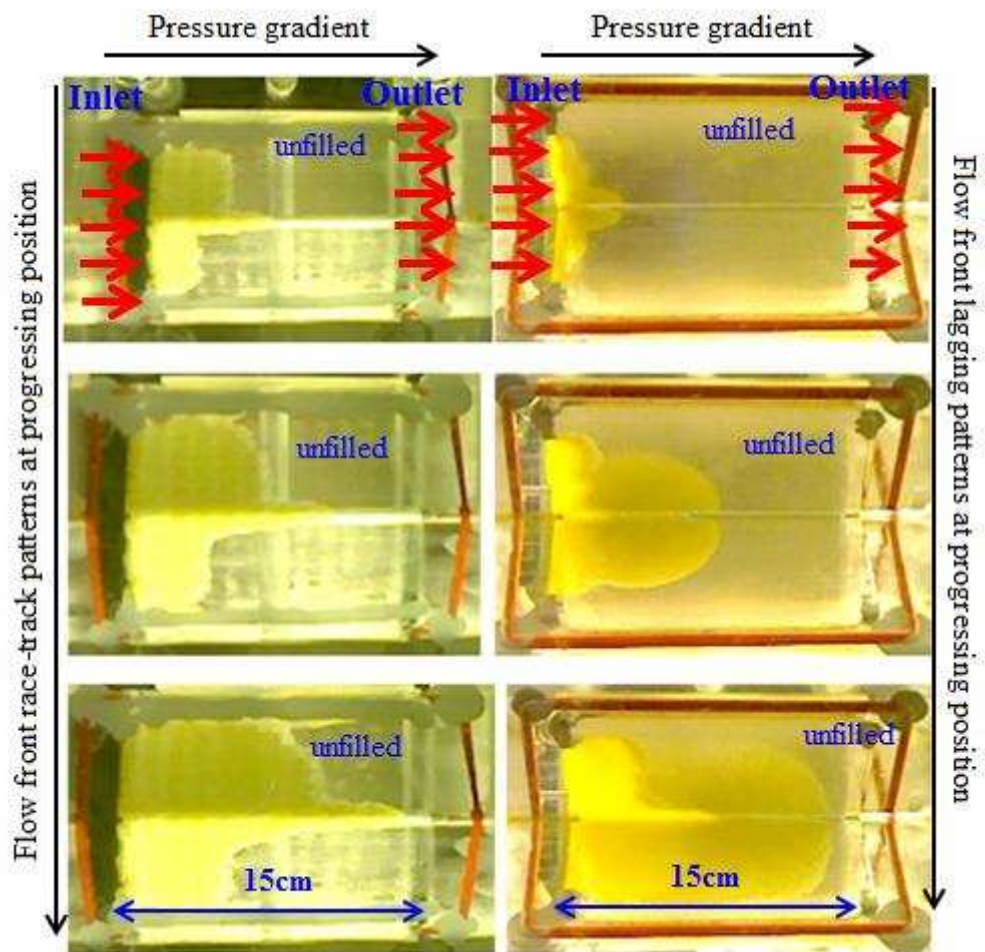 Pressure gradient
Pressure gradient
Inlet
Outlet
Inlet
Outlet
unfilled
unfilled
Flow front race-track patterns at progressing position
Flow front lagging patterns at progressing position
unfilled
unfilled
unfilled
unfilled
15cm
15cm